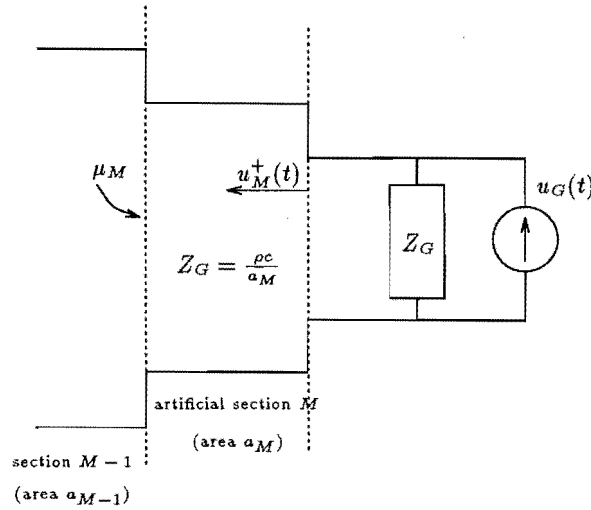 μ_M
u_M^+(t)
u_G(t)
Z_G = ρc/a_M
Z_G
artificial section M
(area a_M)
section M − 1
(area a_{M−1})